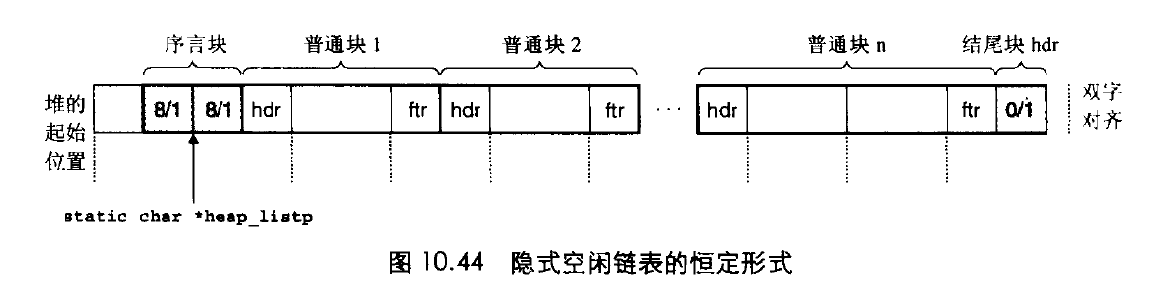 序言块 普通块 1 普通块 2 普通块 n 结尾块 hdr
堆的起始位置 8/1 8/1 hdr ftr hdr ftr ··· hdr ftr 0/1 双字对齐
static char *heap_listp
图 10.44 隐式空闲链表的恒定形式